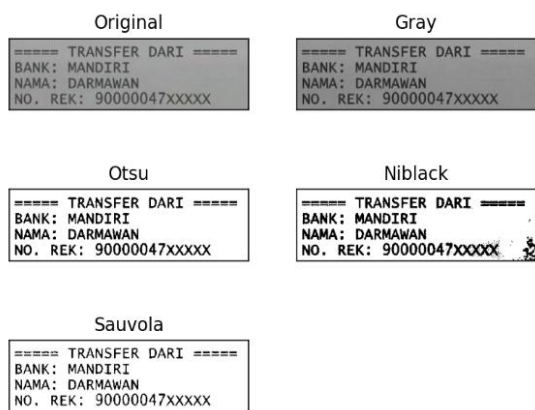 Original
===== TRANSFER DARI =====
BANK: MANDIRI
NAMA: DARMAWAN
NO. REK: 90000047XXXXX
Gray
===== TRANSFER DARI =====
BANK: MANDIRI
NAMA: DARMAWAN
NO. REK: 90000047XXXXX
Otsu
===== TRANSFER DARI =====
BANK: MANDIRI
NAMA: DARMAWAN
NO. REK: 90000047XXXXX
Niblack
===== TRANSFER DARI =====
BANK: MANDIRI
NAMA: DARMAWAN
NO. REK: 90000047XXXXX
Sauvola
===== TRANSFER DARI =====
BANK: MANDIRI
NAMA: DARMAWAN
NO. REK: 90000047XXXXX